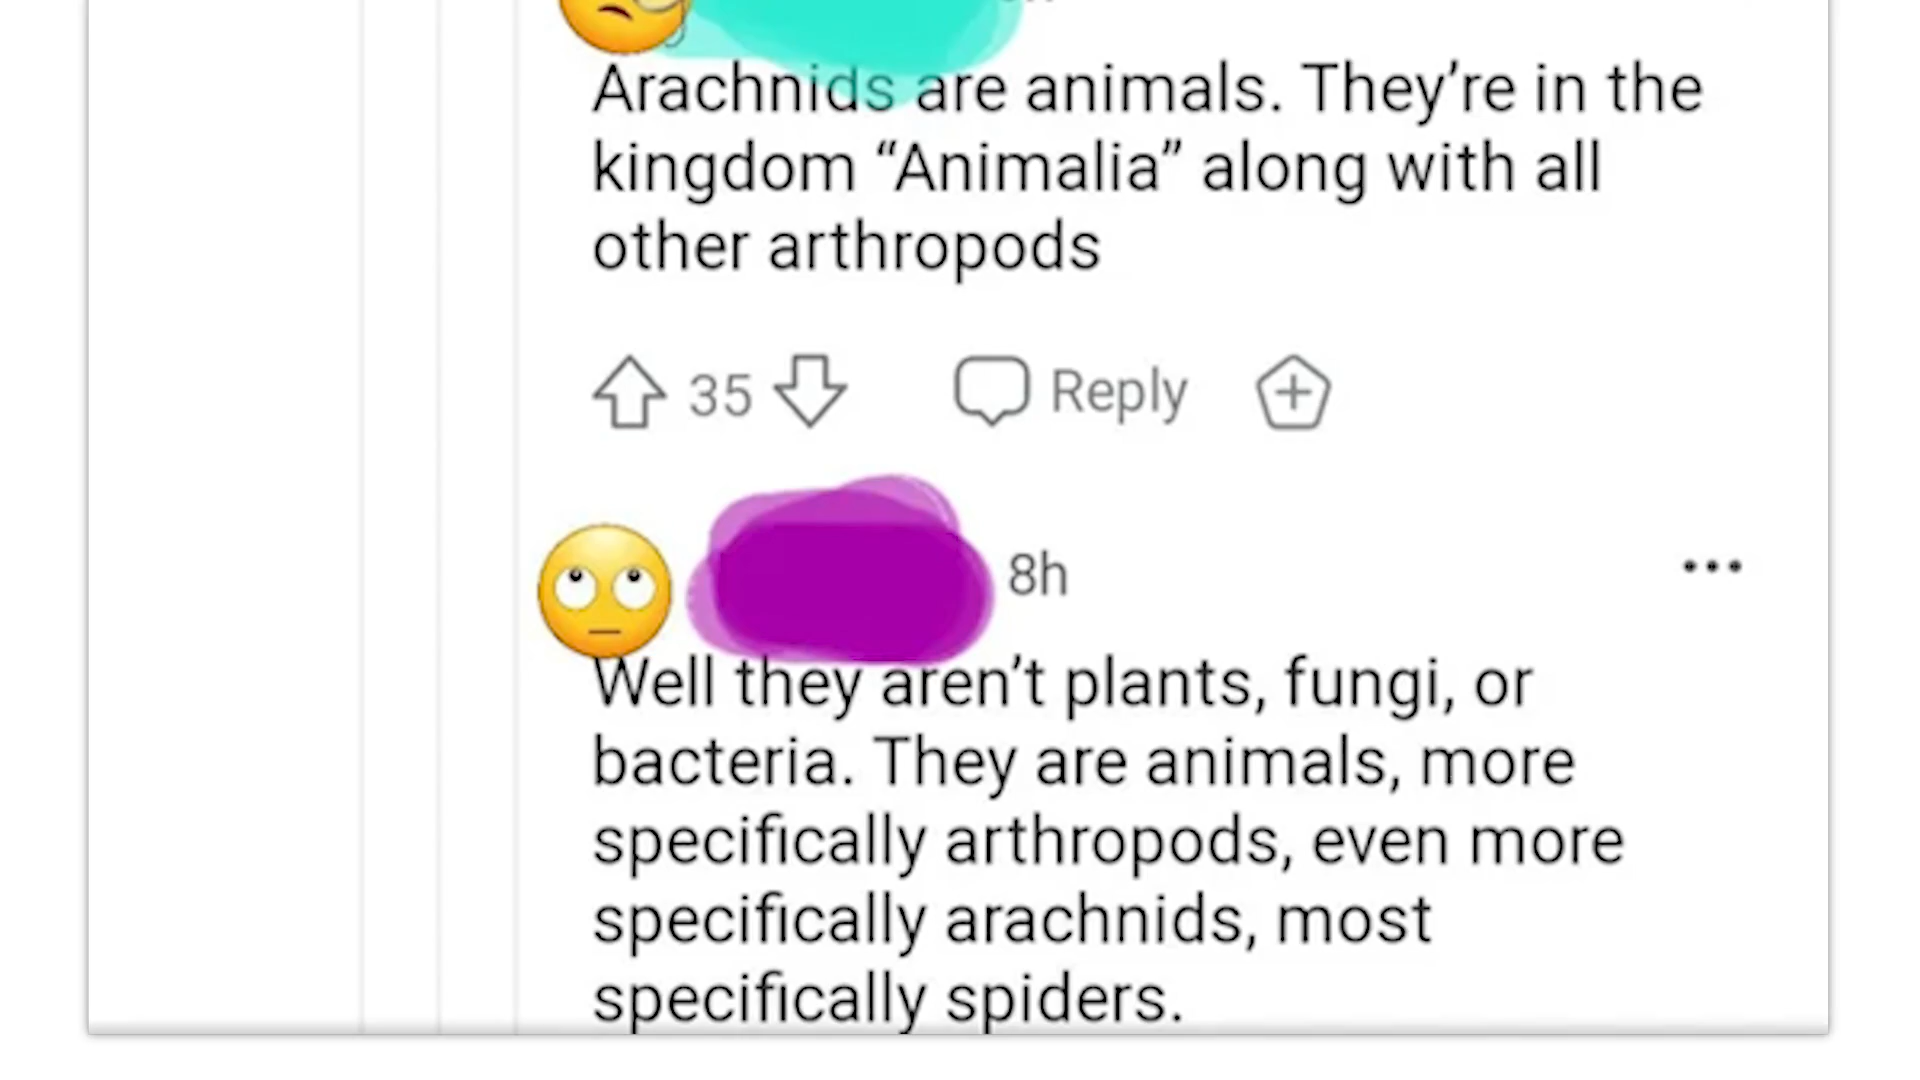 Arachnids are animals. They’re in the
kingdom “Animalia” along with all
other arthropods
35 Reply
8h
Well they aren’t plants, fungi, or
bacteria. They are animals, more
specifically arthropods, even more
specifically arachnids, most
specifically spiders.